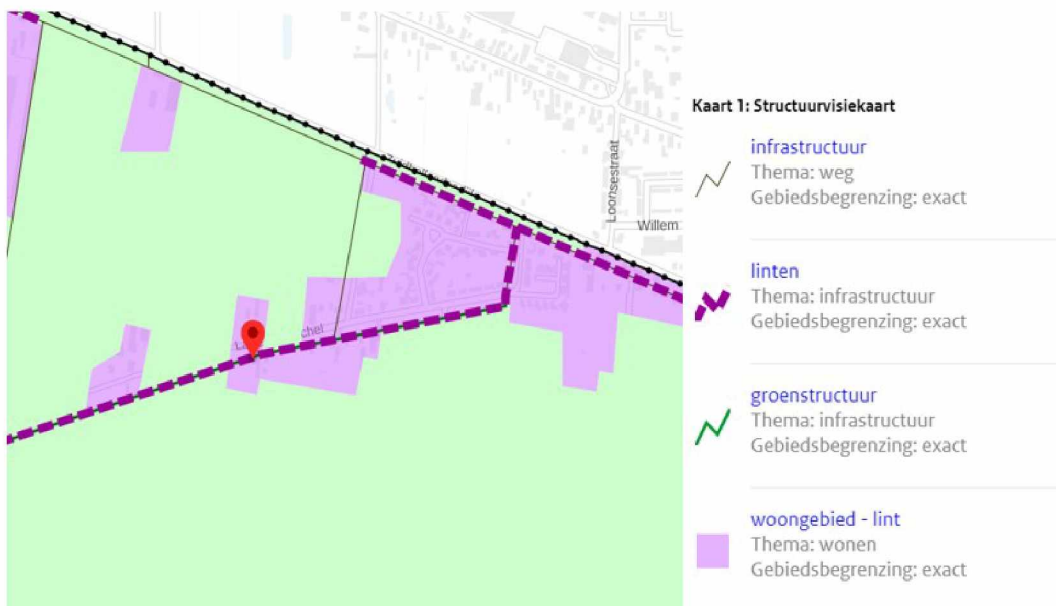 Loonsestraat
Willem
chel
Kaart 1: Structuurvisiekaart
infrastructuur
Thema: weg
Gebiedsbegrenzing: exact
linten
Thema: infrastructuur
Gebiedsbegrenzing: exact
groenstructuur
Thema: infrastructuur
Gebiedsbegrenzing: exact
woongebied - lint
Thema: wonen
Gebiedsbegrenzing: exact